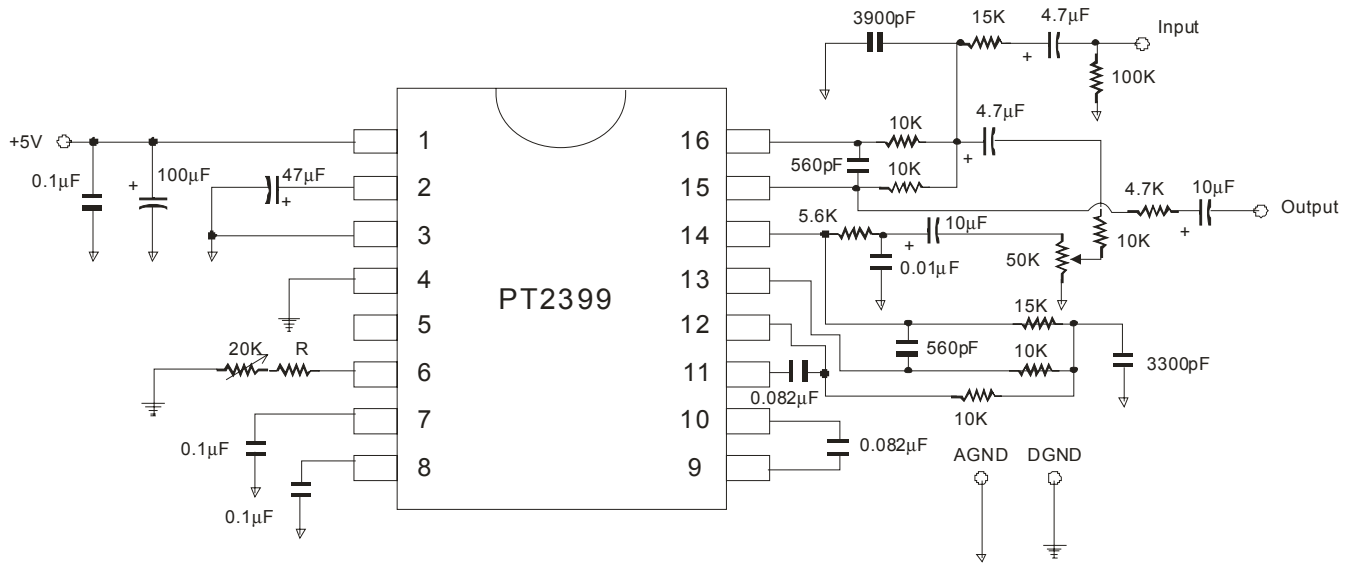 3900pF
15K
4.7μF
Input
100K
+
+5V
0.1μF
+
100μF
47μF
+
1
2
3
4
5
6
7
8
PT2399
16
15
14
13
12
11
10
9
10K
560pF
10K
4.7μF
+
4.7K
10μF
+
Output
5.6K
+
10μF
0.01μF
50K
10K
15K
560pF
10K
3300pF
0.082μF
10K
0.082μF
20K
R
0.1μF
0.1μF
AGND
DGND